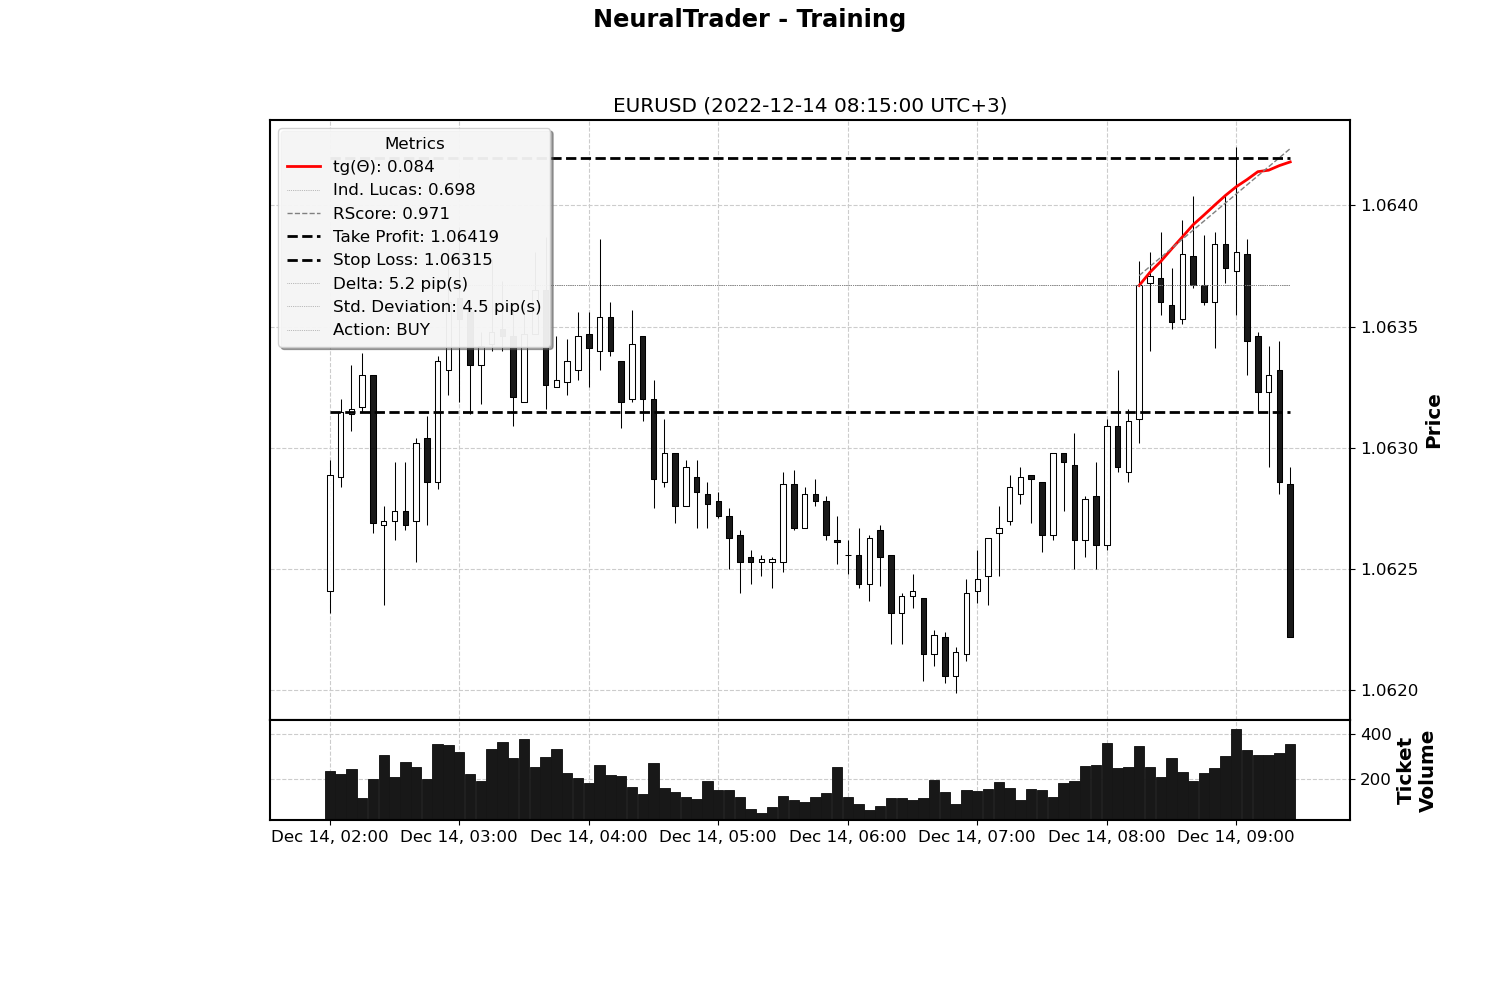 NeuralTrader - Training
EURUSD (2022-12-14 08:15:00 UTC+3)
Metrics
tg(Θ): 0.084
Ind. Lucas: 0.698
RScore: 0.971
Take Profit: 1.06419
Stop Loss: 1.06315
Delta: 5.2 pip(s)
Std. Deviation: 4.5 pip(s)
Action: BUY
1.0640
1.0635
1.0630
1.0625
1.0620
Price
400
200
Ticket
Volume
Dec 14, 02:00 Dec 14, 03:00 Dec 14, 04:00 Dec 14, 05:00 Dec 14, 06:00 Dec 14, 07:00 Dec 14, 08:00 Dec 14, 09:00